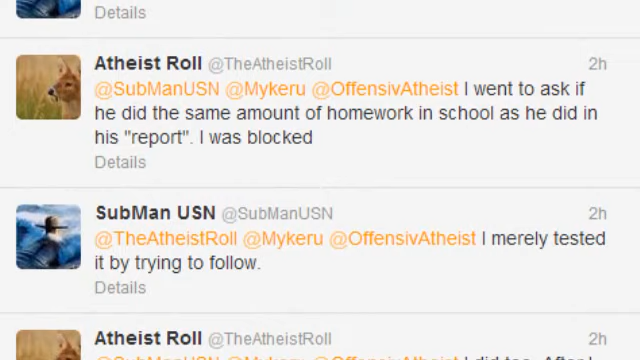 Details
Atheist Roll @TheAtheistRoll 2h
@SubManUSN @Mykeru @OffensivAtheist I went to ask if
he did the same amount of homework in school as he did in
his "report". I was blocked
Details
SubMan USN @SubManUSN 2h
@TheAtheistRoll @Mykeru @OffensivAtheist I merely tested
it by trying to follow.
Details
Atheist Roll @TheAtheistRoll 2h
@SubManUSN @Mykeru @OffensivAtheist I did too. After I